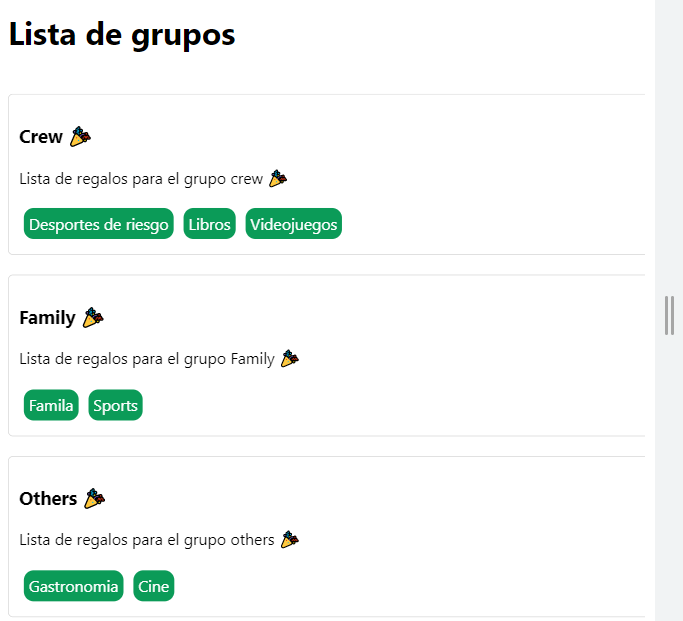 Lista de grupos
Crew 🎉
Lista de regalos para el grupo crew 🎉
Desportes de riesgo Libros Videojuegos
Family 🎉
Lista de regalos para el grupo Family 🎉
Famila Sports
Others 🎉
Lista de regalos para el grupo others 🎉
Gastronomia Cine